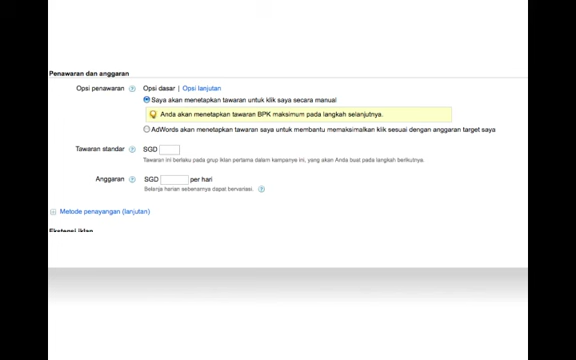 Penawaran dan anggaran
Opsi penawaran ? Opsi dasar | Opsi lanjutan
Saya akan menetapkan tawaran untuk klik saya secara manual
Anda akan menetapkan tawaran BPK maksimum pada langkah selanjutnya.
AdWords akan menetapkan tawaran saya untuk membantu memaksimalkan klik sesuai dengan anggaran target saya
Tawaran standar ? SGD
Tawaran ini berlaku pada grup iklan pertama dalam kampanye ini, yang akan Anda buat pada langkah berikutnya.
Anggaran ? SGD per hari
Belanja harian sebenarnya dapat bervariasi. ?
Metode penayangan (lanjutan)
Ekstensi iklan